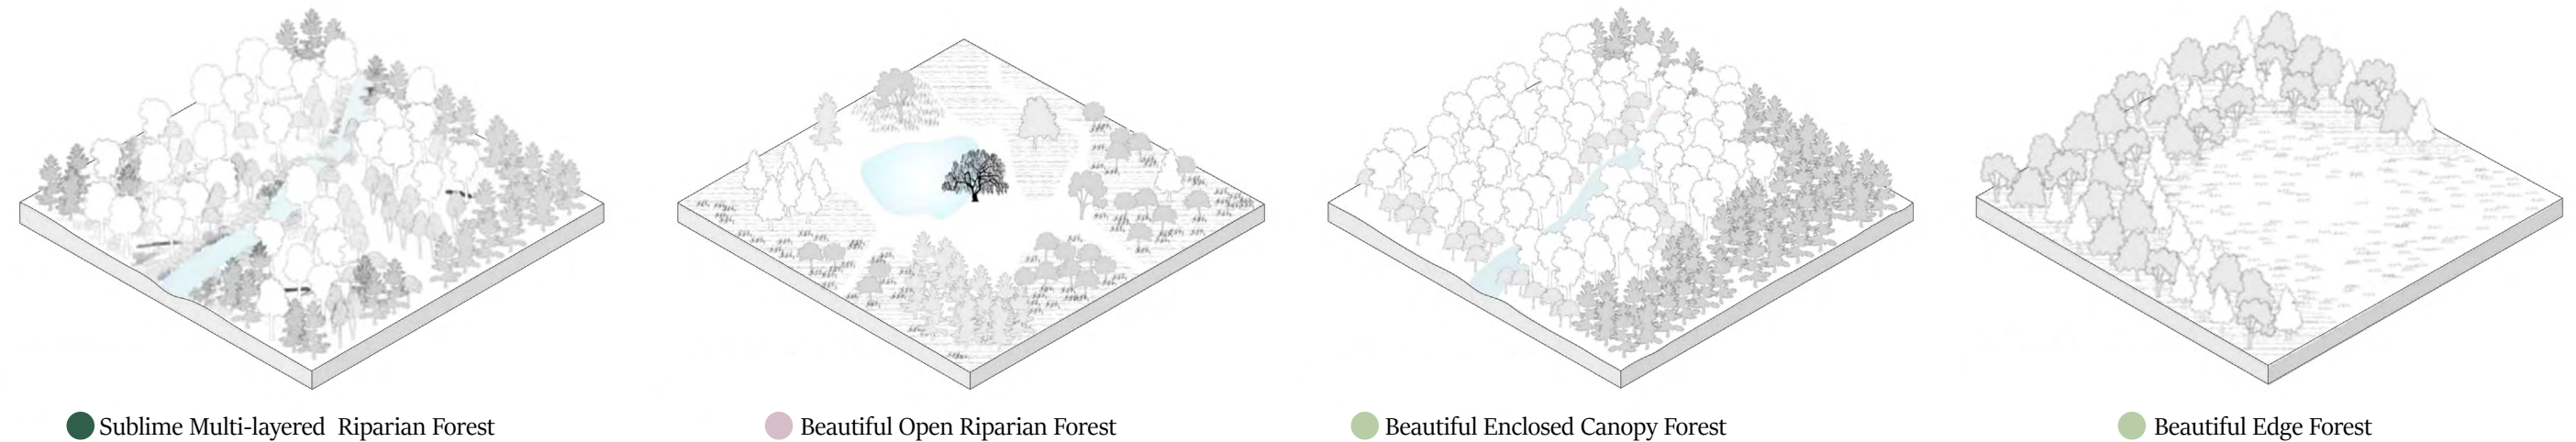 Sublime Multi-layered Riparian Forest
Beautiful Open Riparian Forest
Beautiful Enclosed Canopy Forest
Beautiful Edge Forest